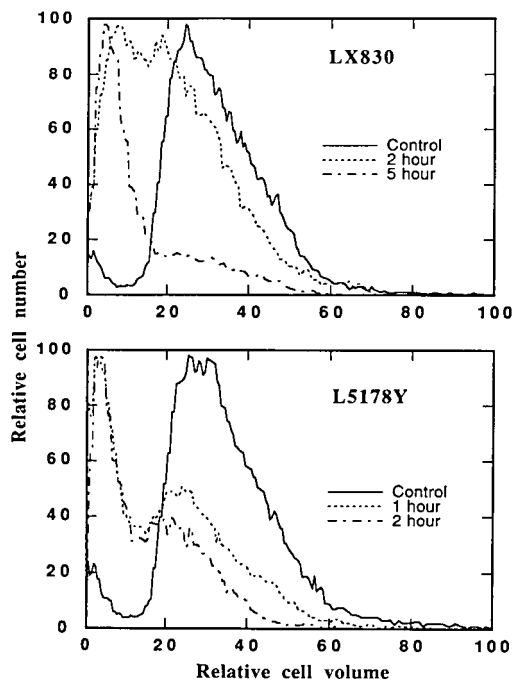 100
80
60
40
20
0
LX830
Control
2 hour
5 hour
0 20 40 60 80 100
Relative cell number
100
80
60
40
20
0
L5178Y
Control
1 hour
2 hour
0 20 40 60 80 100
Relative cell volume